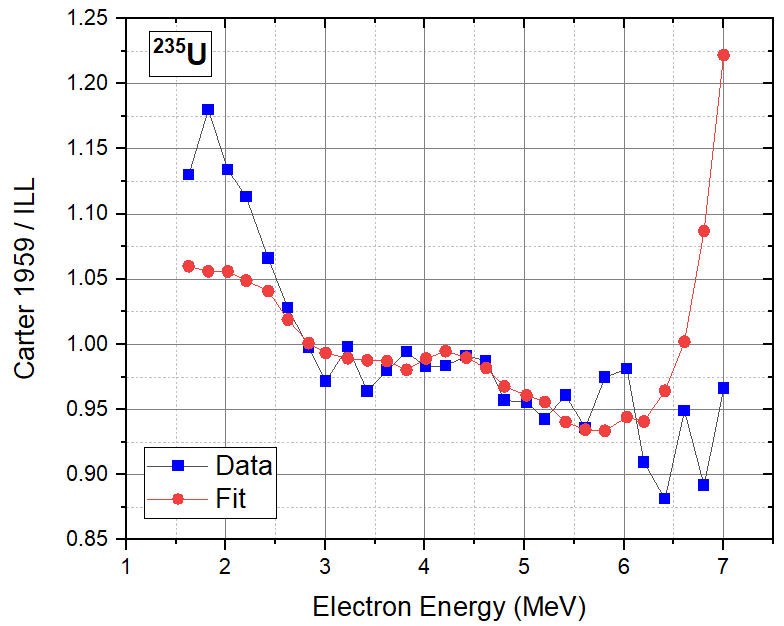 1.25
1.20
1.15
1.10
1.05
1.00
0.95
0.90
0.85
Carter 1959 / ILL
²³⁵U
Data
Fit
1 2 3 4 5 6 7
Electron Energy (MeV)